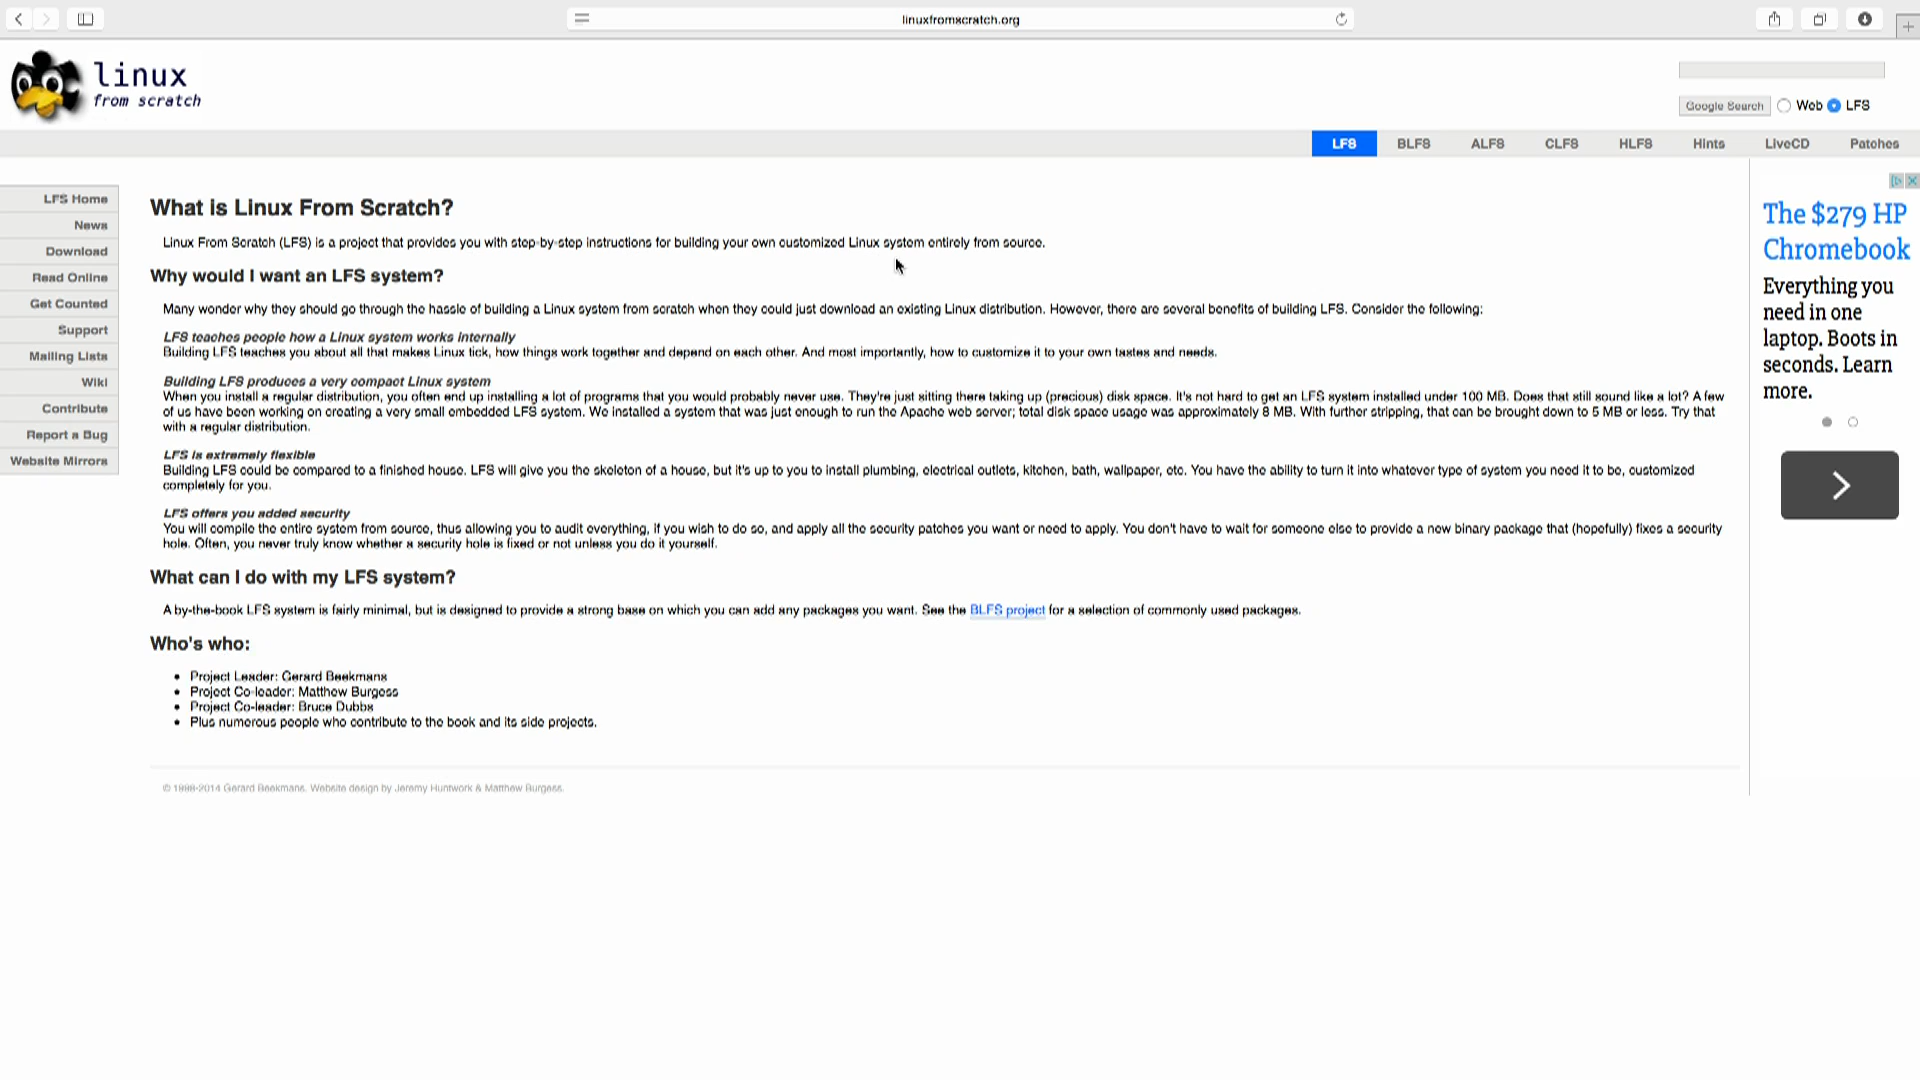 linuxfromscratch.org
linux
from scratch
Google Search Web LFS
LFS BLFS ALFS CLFS HLFS Hints LiveCD Patches
LFS Home
News
Download
Read Online
Get Counted
Support
Mailing Lists
Wiki
Contribute
Report a Bug
Website Mirrors
What is Linux From Scratch?
Linux From Scratch (LFS) is a project that provides you with step-by-step instructions for building your own customized Linux system entirely from source.
Why would I want an LFS system?
Many wonder why they should go through the hassle of building a Linux system from scratch when they could just download an existing Linux distribution. However, there are several benefits of building LFS. Consider the following:
LFS teaches people how a Linux system works internally
Building LFS teaches you about all that makes Linux tick, how things work together and depend on each other. And most importantly, how to customize it to your own tastes and needs.
Building LFS produces a very compact Linux system
When you install a regular distribution, you often end up installing a lot of programs that you would probably never use. They're just sitting there taking up (precious) disk space. It's not hard to get an LFS system installed under 100 MB. Does that still sound like a lot? A few
of us have been working on creating a very small embedded LFS system. We installed a system that was just enough to run the Apache web server; total disk space usage was approximately 8 MB. With further stripping, that can be brought down to 5 MB or less. Try that
with a regular distribution.
LFS is extremely flexible
Building LFS could be compared to a finished house. LFS will give you the skeleton of a house, but it's up to you to install plumbing, electrical outlets, kitchen, bath, wallpaper, etc. You have the ability to turn it into whatever type of system you need it to be, customized
completely for you.
LFS offers you added security
You will compile the entire system from source, thus allowing you to audit everything, if you wish to do so, and apply all the security patches you want or need to apply. You don't have to wait for someone else to provide a new binary package that (hopefully) fixes a security
hole. Often, you never truly know whether a security hole is fixed or not unless you do it yourself.
What can I do with my LFS system?
A by-the-book LFS system is fairly minimal, but is designed to provide a strong base on which you can add any packages you want. See the BLFS project for a selection of commonly used packages.
Who's who:
• Project Leader: Gerard Beekmans
• Project Co-leader: Matthew Burgess
• Project Co-leader: Bruce Dubbs
• Plus numerous people who contribute to the book and its side projects.
© 1998-2014 Gerard Beekmans. Website design by Jeremy Huntwork & Matthew Burgess.
The $279 HP
Chromebook
Everything you
need in one
laptop. Boots in
seconds. Learn
more.